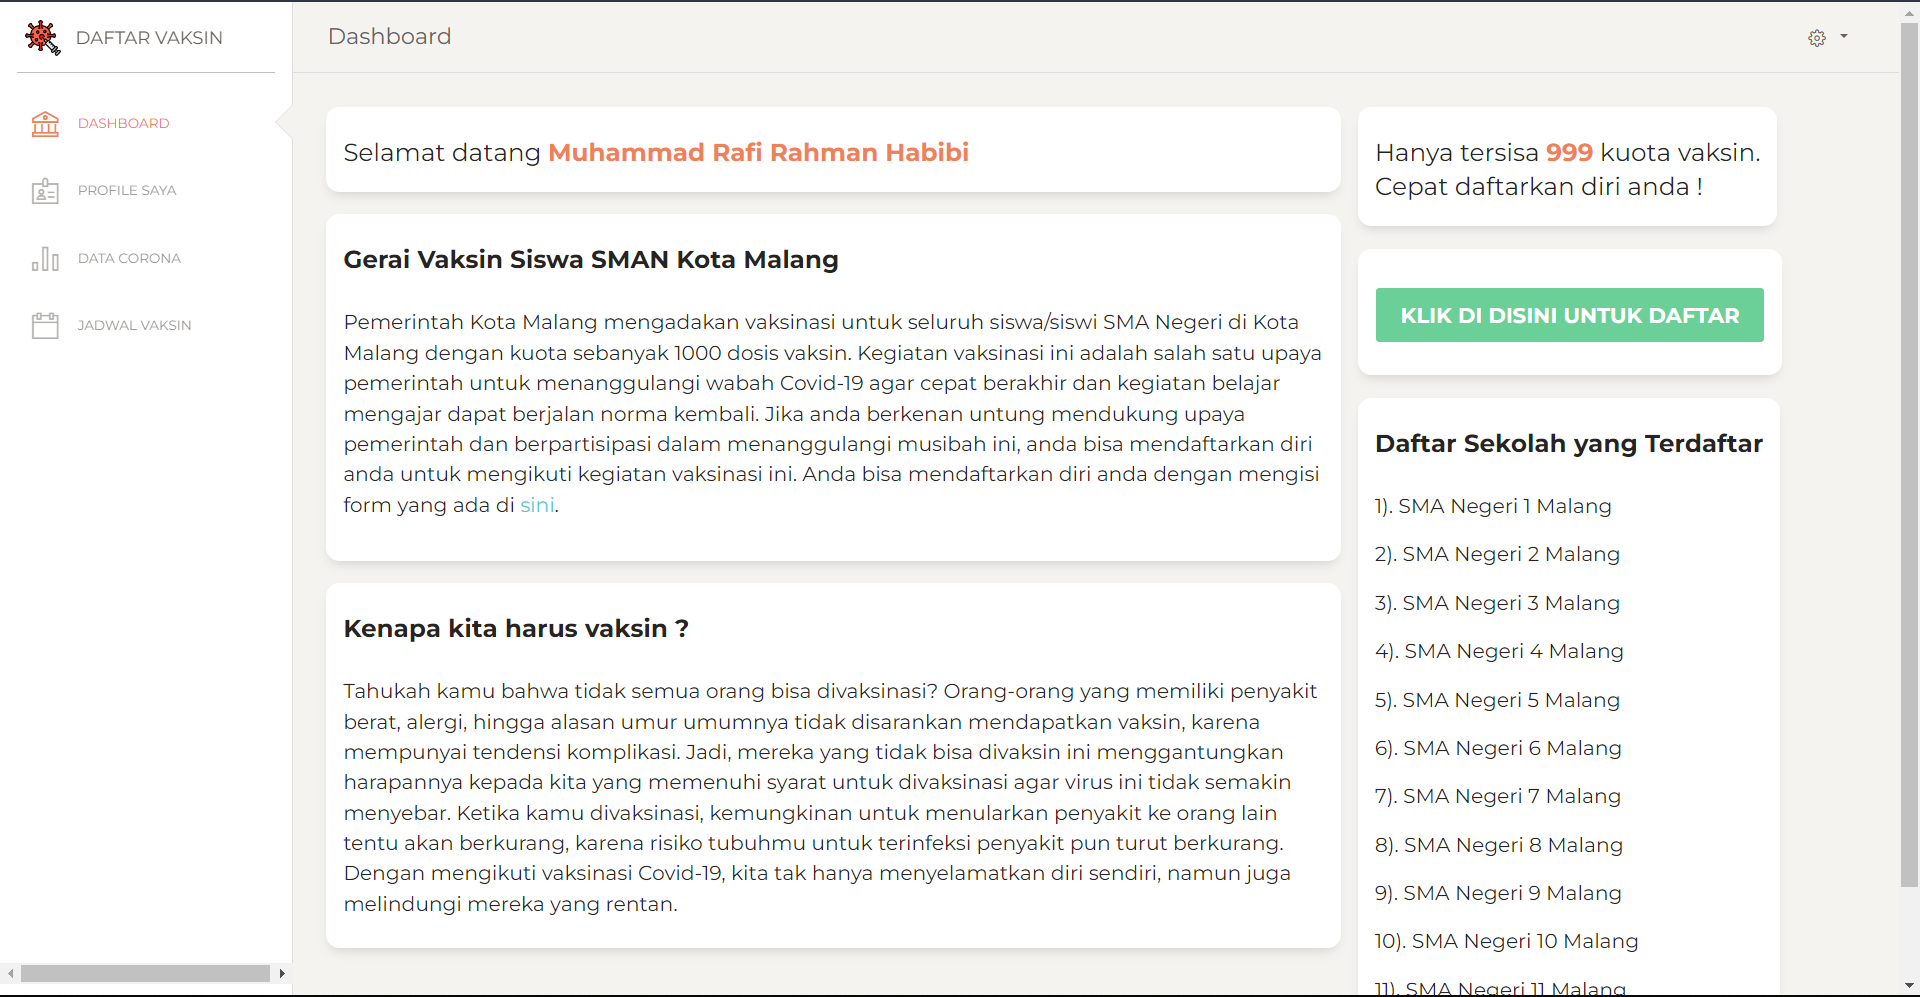 DAFTAR VAKSIN
DASHBOARD
PROFILE SAYA
DATA CORONA
JADWAL VAKSIN
Dashboard
Selamat datang Muhammad Rafi Rahman Habibi
Gerai Vaksin Siswa SMAN Kota Malang
Pemerintah Kota Malang mengadakan vaksinasi untuk seluruh siswa/siswi SMA Negeri di Kota
Malang dengan kuota sebanyak 1000 dosis vaksin. Kegiatan vaksinasi ini adalah salah satu upaya
pemerintah untuk menanggulangi wabah Covid-19 agar cepat berakhir dan kegiatan belajar
mengajar dapat berjalan norma kembali. Jika anda berkenan untung mendukung upaya
pemerintah dan berpartisipasi dalam menanggulangi musibah ini, anda bisa mendaftarkan diri
anda untuk mengikuti kegiatan vaksinasi ini. Anda bisa mendaftarkan diri anda dengan mengisi
form yang ada di sini.
Kenapa kita harus vaksin ?
Tahukah kamu bahwa tidak semua orang bisa divaksinasi? Orang-orang yang memiliki penyakit
berat, alergi, hingga alasan umur umumnya tidak disarankan mendapatkan vaksin, karena
mempunyai tendensi komplikasi. Jadi, mereka yang tidak bisa divaksin ini menggantungkan
harapannya kepada kita yang memenuhi syarat untuk divaksinasi agar virus ini tidak semakin
menyebar. Ketika kamu divaksinasi, kemungkinan untuk menularkan penyakit ke orang lain
tentu akan berkurang, karena risiko tubuhmu untuk terinfeksi penyakit pun turut berkurang.
Dengan mengikuti vaksinasi Covid-19, kita tak hanya menyelamatkan diri sendiri, namun juga
melindungi mereka yang rentan.
Hanya tersisa 999 kuota vaksin.
Cepat daftarkan diri anda !
KLIK DI DISINI UNTUK DAFTAR
Daftar Sekolah yang Terdaftar
1). SMA Negeri 1 Malang
2). SMA Negeri 2 Malang
3). SMA Negeri 3 Malang
4). SMA Negeri 4 Malang
5). SMA Negeri 5 Malang
6). SMA Negeri 6 Malang
7). SMA Negeri 7 Malang
8). SMA Negeri 8 Malang
9). SMA Negeri 9 Malang
10). SMA Negeri 10 Malang
11). SMA Negeri 11 Malang